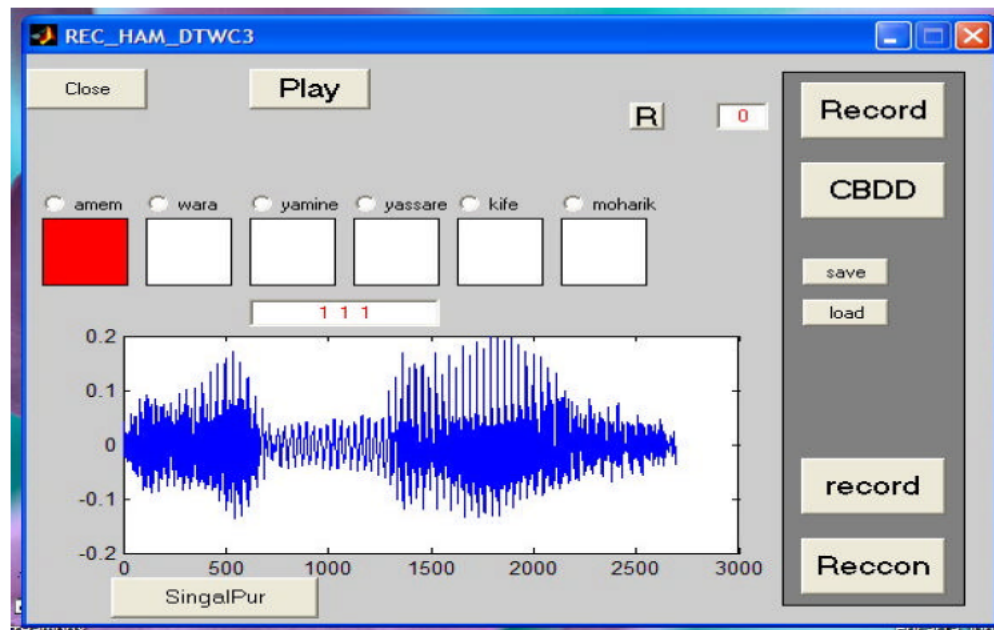 REC_HAM_DTWC3
Close
Play
R
0
Record
CBDD
amem wara yamine yassare kife moharik
save
1 1 1
load
0.2
0.1
0
-0.1
-0.2
0 500 1000 1500 2000 2500 3000
record
Reccon
SingalPur